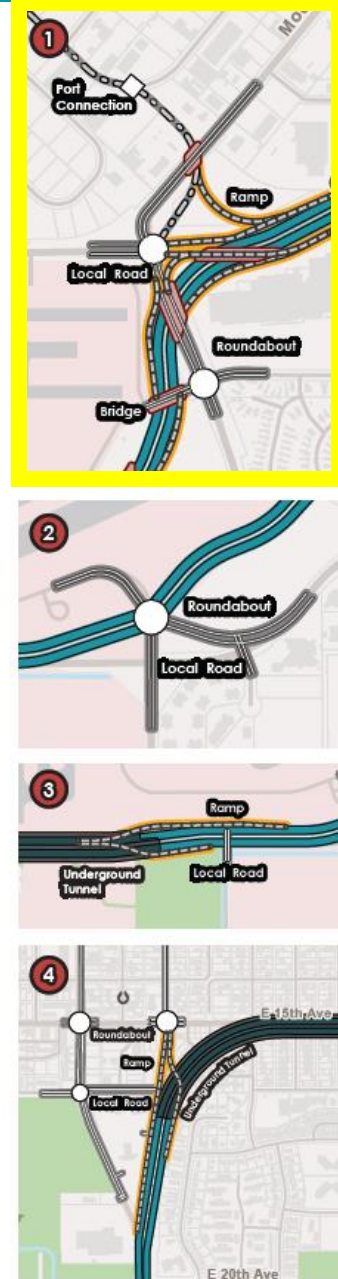 1
Port
Connection
Ramp
Local Road
Roundabout
Bridge
2
Roundabout
Local Road
3
Ramp
Underground
Tunnel
Local Road
4
E 15th Ave
Roundabout
Ramp
Underground Tunnel
Local Road
E 20th Ave